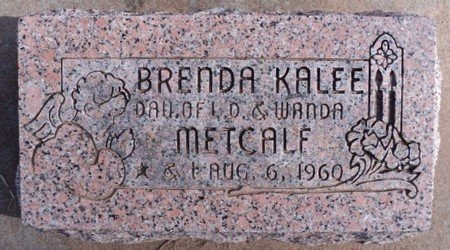 BRENDA KALEE
DAU. OF L.D. & WANDA
METCALF
★ & † AUG. 6, 1960